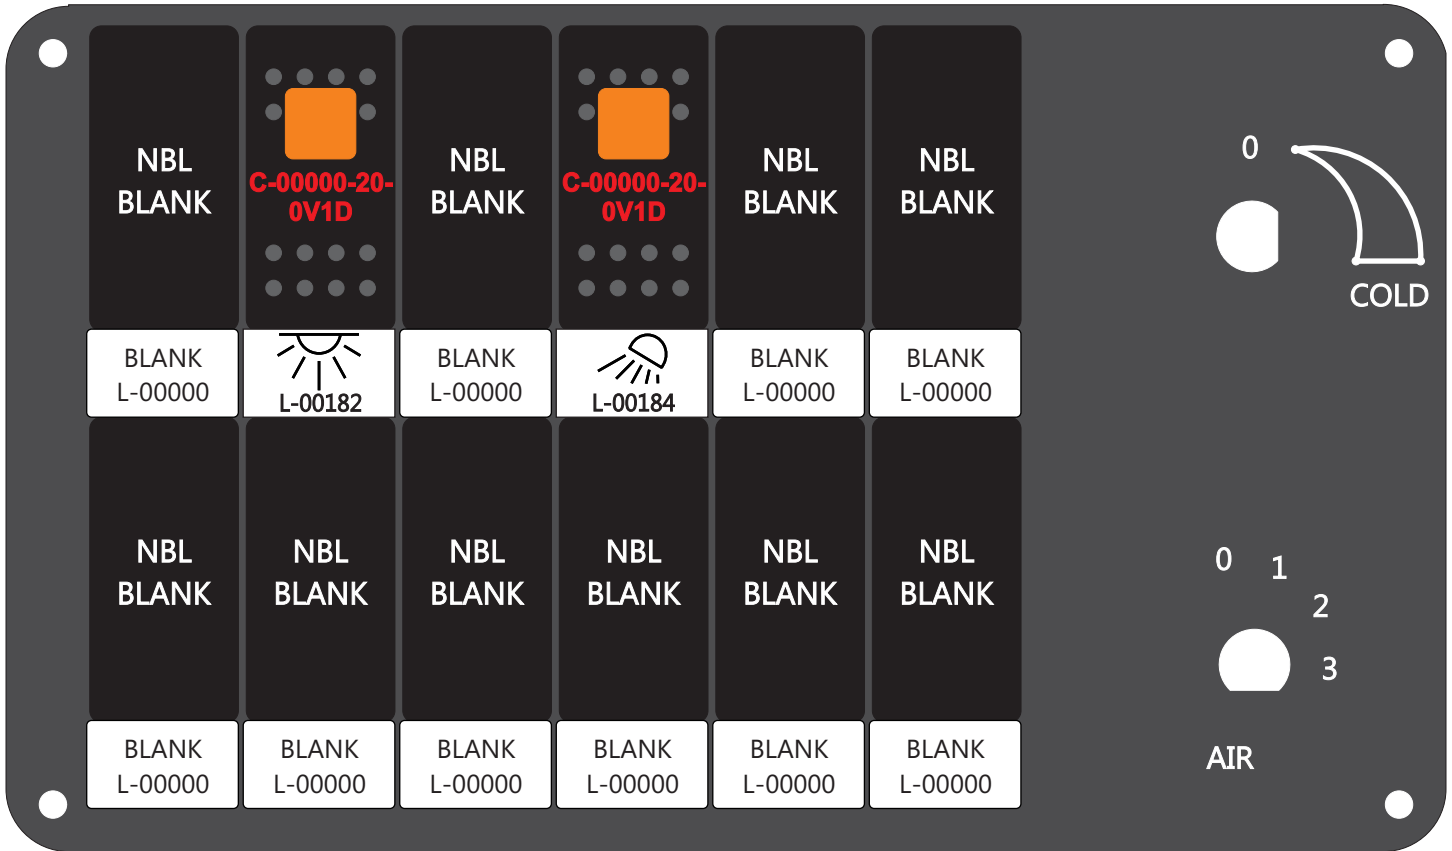 NBL
BLANK
C-00000-20-
0V1D
NBL
BLANK
C-00000-20-
0V1D
NBL
BLANK
NBL
BLANK
0
COLD
BLANK
L-00000
L-00182
BLANK
L-00000
L-00184
BLANK
L-00000
BLANK
L-00000
NBL
BLANK
NBL
BLANK
NBL
BLANK
NBL
BLANK
NBL
BLANK
NBL
BLANK
0
1
2
3
AIR
BLANK
L-00000
BLANK
L-00000
BLANK
L-00000
BLANK
L-00000
BLANK
L-00000
BLANK
L-00000